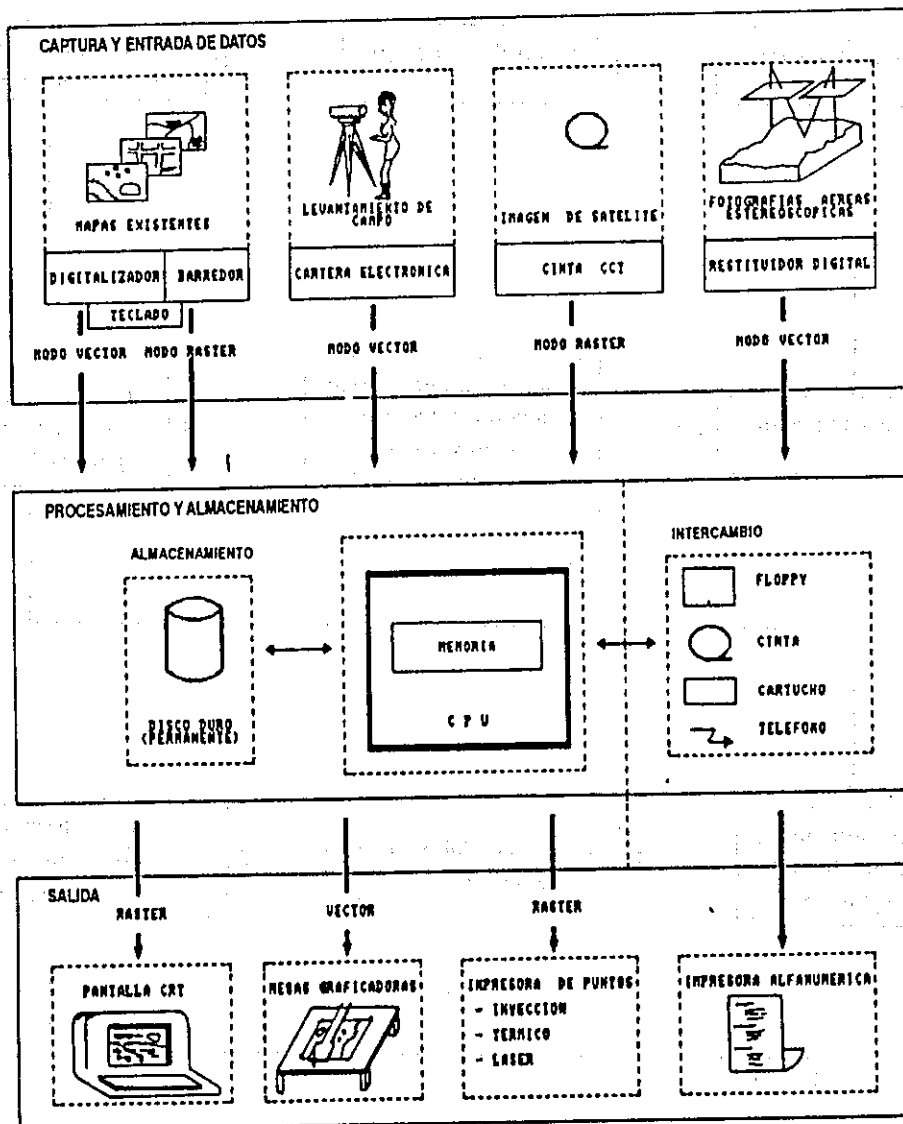 CAPTURA Y ENTRADA DE DATOS
MAPAS EXISTENTES
DIGITALIZADOR
BARREDOR
TECLADO
MODO VECTOR
MODO RASTER
LEVANTAMIENTO DE
CAMPO
CARTERA ELECTRONICA
MODO VECTOR
IMAGEN DE SATELITE
CINTA CCT
MODO RASTER
FOTOGRAFIAS AEREAS
ESTEREOSCOPICAS
RESTITUIDOR DIGITAL
MODO VECTOR
PROCESAMIENTO Y ALMACENAMIENTO
ALMACENAMIENTO
DISCO DURO
(PERMANENTE)
MEMORIA
C P U
INTERCAMBIO
FLOPPY
CINTA
CARTUCHO
TELEFONO
SALIDA
RASTER
PANTALLA CRT
VECTOR
MESAS GRAFICADORAS
RASTER
IMPRESORA DE PUNTOS
- INYECCION
- TERMICO
- LASER
IMPRESORA ALFANUMERICA